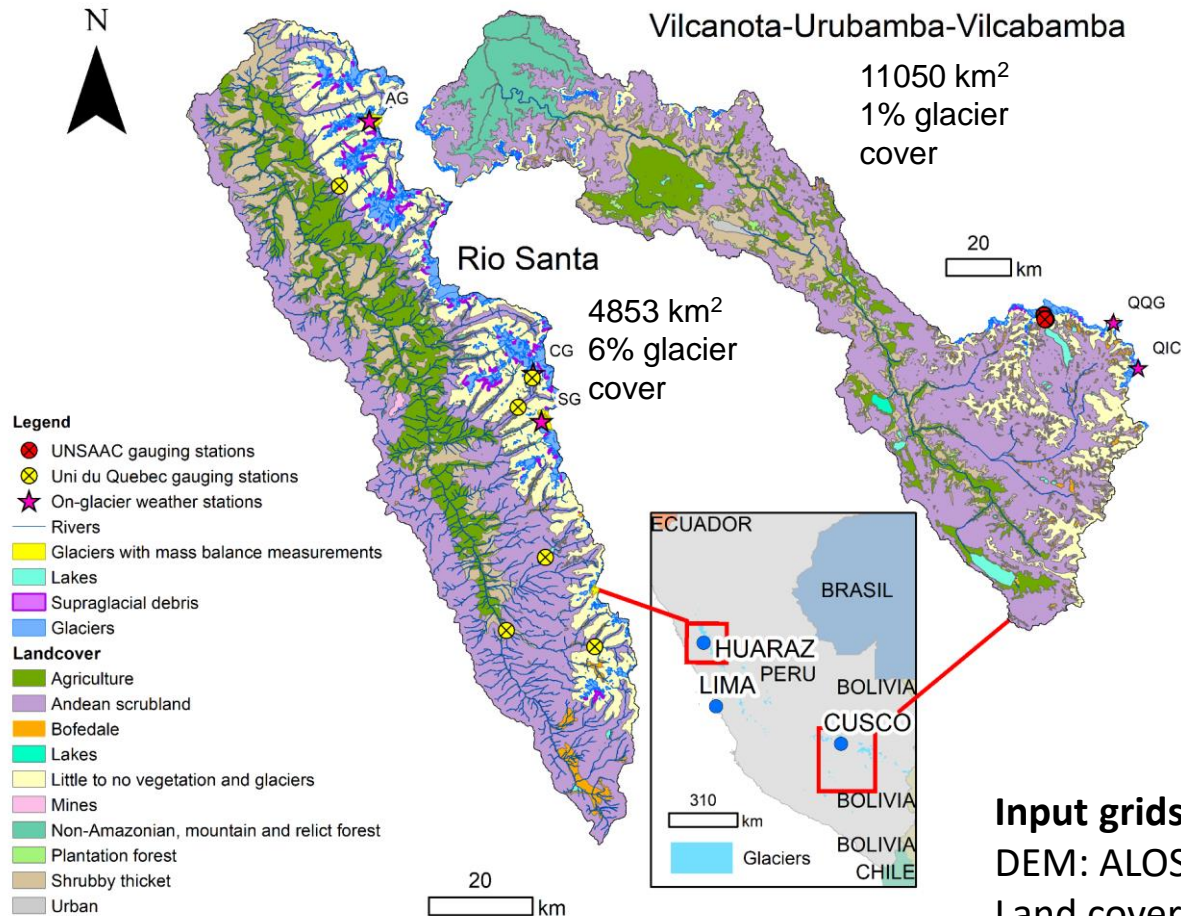 N
Vilcanota-Urubamba-Vilcabamba
11050 km²
1% glacier
cover
AG
Rio Santa
4853 km²
6% glacier
cover
20
km
QQG
QIC
CG
SG
Legend
UNSAAC gauging stations
Uni du Quebec gauging stations
On-glacier weather stations
Rivers
Glaciers with mass balance measurements
Lakes
Supraglacial debris
Glaciers
Landcover
Agriculture
Andean scrubland
Bofedale
Lakes
Little to no vegetation and glaciers
Mines
Non-Amazonian, mountain and relict forest
Plantation forest
Shrubby thicket
Urban
20
km
ECUADOR
BRASIL
HUARAZ
PERU
LIMA
BOLIVIA
CUSCO
310
km
BOLIVIA
BOLIVIA
CHILE
Glaciers
Input grids
DEM: ALOS
Land cover